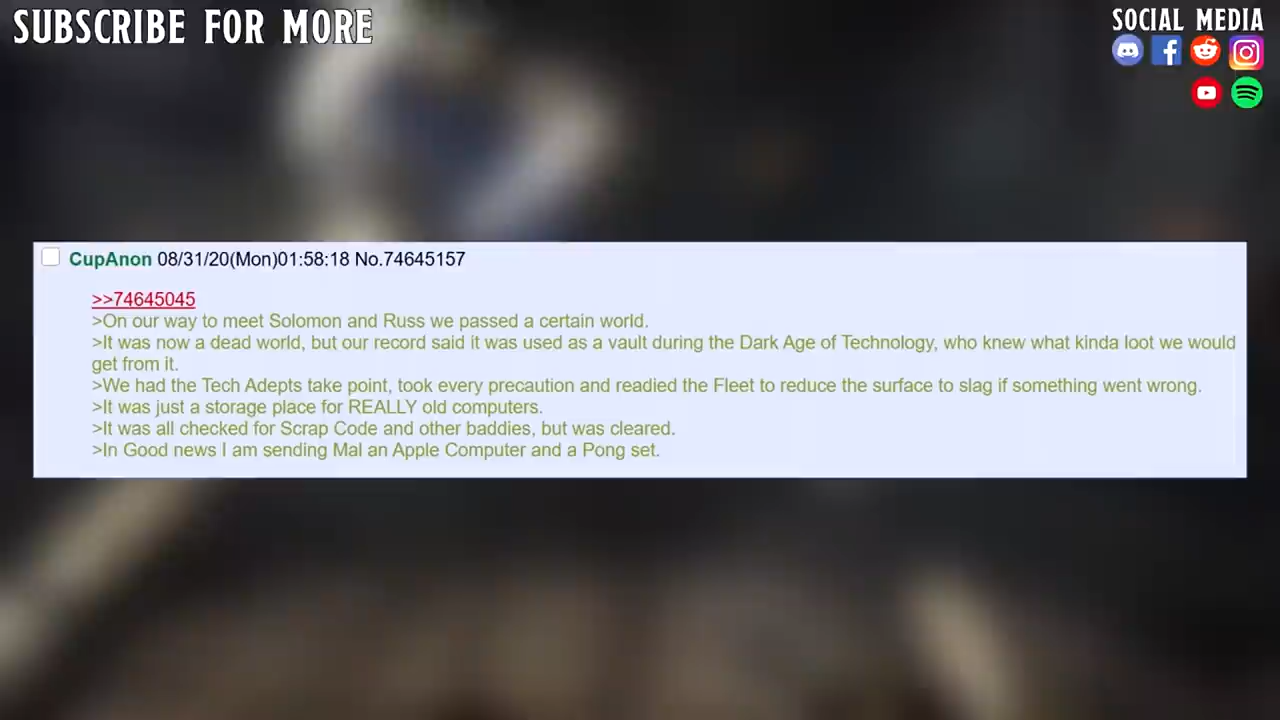 SUBSCRIBE FOR MORE
SOCIAL MEDIA
CupAnon 08/31/20(Mon)01:58:18 No.74645157
>>74645045
>On our way to meet Solomon and Russ we passed a certain world.
>It was now a dead world, but our record said it was used as a vault during the Dark Age of Technology, who knew what kinda loot we would
get from it.
>We had the Tech Adepts take point, took every precaution and readied the Fleet to reduce the surface to slag if something went wrong.
>It was just a storage place for REALLY old computers.
>It was all checked for Scrap Code and other baddies, but was cleared.
>In Good news I am sending Mal an Apple Computer and a Pong set.